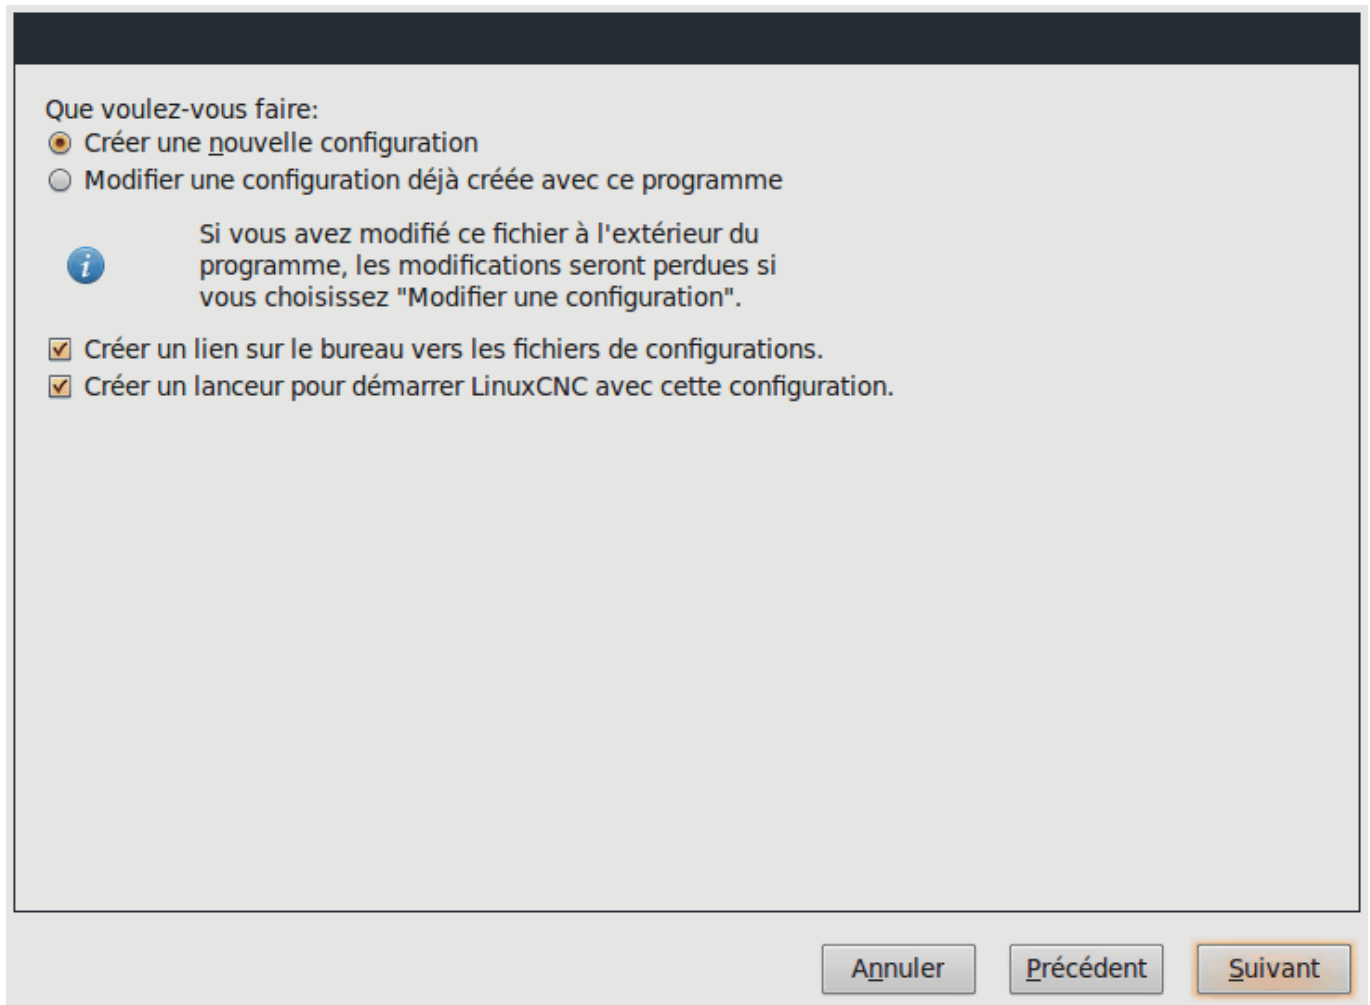 Que voulez-vous faire:
Créer une nouvelle configuration
Modifier une configuration déjà créée avec ce programme
Si vous avez modifié ce fichier à l'extérieur du
programme, les modifications seront perdues si
vous choisissez "Modifier une configuration".
Créer un lien sur le bureau vers les fichiers de configurations.
Créer un lanceur pour démarrer LinuxCNC avec cette configuration.
Annuler Précédent Suivant